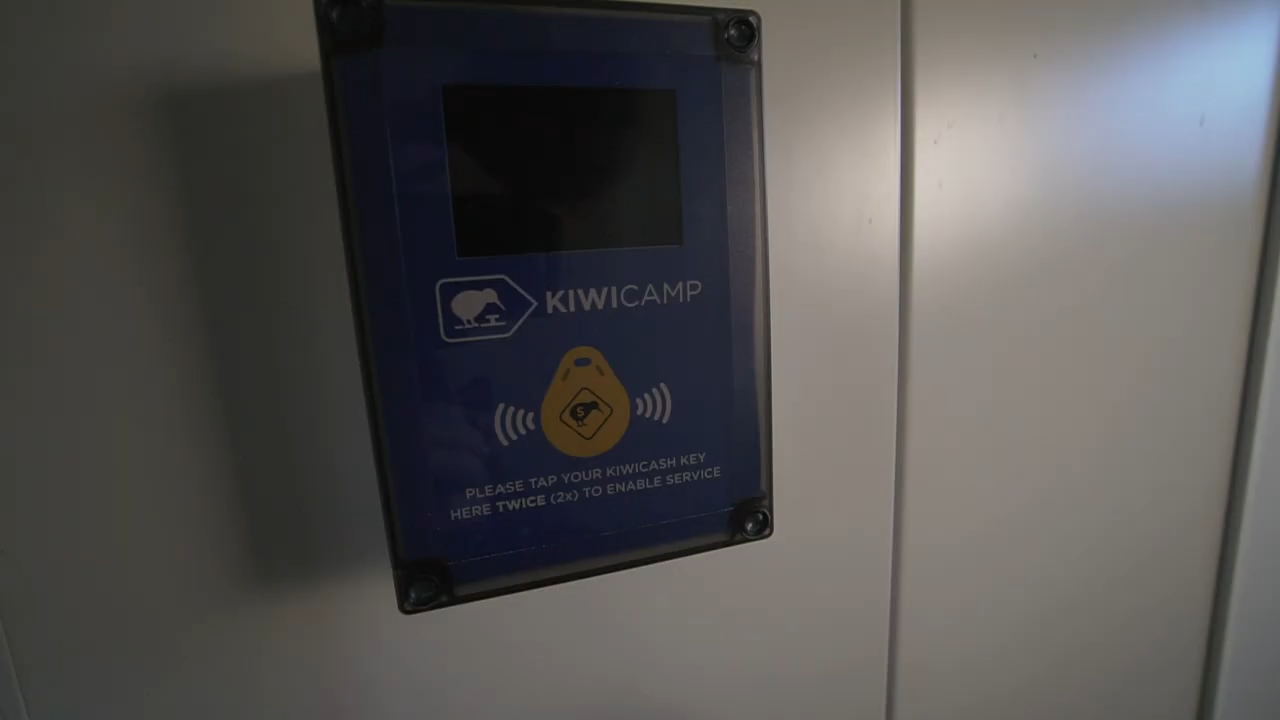 KIWICAMP
S
PLEASE TAP YOUR KIWICASH KEY
HERE TWICE (2x) TO ENABLE SERVICE